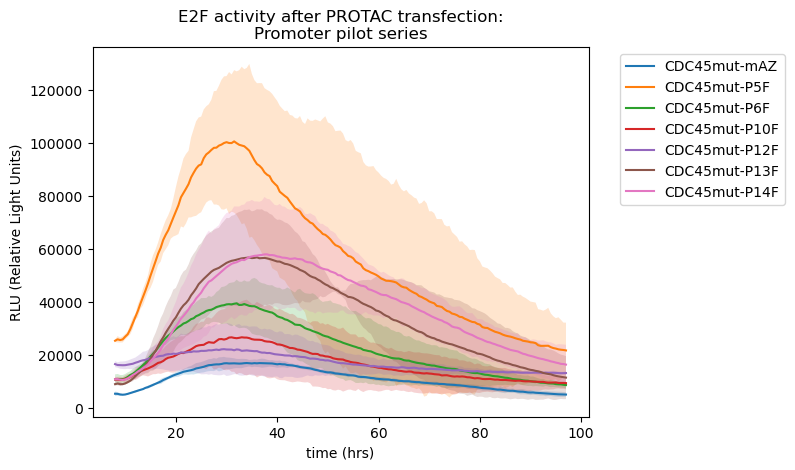 E2F activity after PROTAC transfection:
Promoter pilot series
RLU (Relative Light Units)
120000
100000
80000
60000
40000
20000
0
20
40
60
80
100
time (hrs)
CDC45mut-mAZ
CDC45mut-P5F
CDC45mut-P6F
CDC45mut-P10F
CDC45mut-P12F
CDC45mut-P13F
CDC45mut-P14F